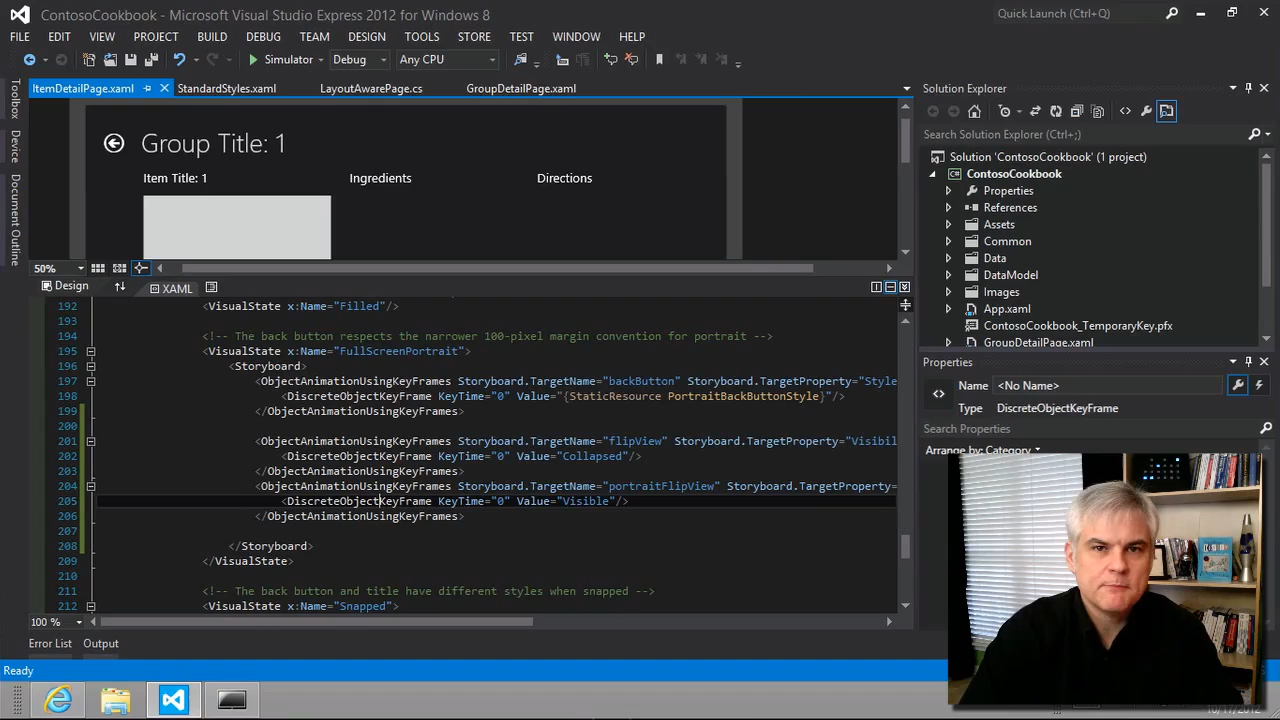 ContosoCookbook - Microsoft Visual Studio Express 2012 for Windows 8
Quick Launch (Ctrl+Q)
FILE EDIT VIEW PROJECT BUILD DEBUG TEAM DESIGN TOOLS STORE TEST WINDOW HELP
Simulator Debug Any CPU
ItemDetailPage.xaml StandardStyles.xaml LayoutAwarePage.cs GroupDetailPage.xaml
Toolbox
Device
Document Outline
Group Title: 1
Item Title: 1 Ingredients Directions
50%
Design XAML
192 <VisualState x:Name="Filled"/>
193
194 <!-- The back button respects the narrower 100-pixel margin convention for portrait -->
195 <VisualState x:Name="FullScreenPortrait">
196 <Storyboard>
197 <ObjectAnimationUsingKeyFrames Storyboard.TargetName="backButton" Storyboard.TargetProperty="Style
198 <DiscreteObjectKeyFrame KeyTime="0" Value="{StaticResource PortraitBackButtonStyle}"/>
199 </ObjectAnimationUsingKeyFrames>
200
201 <ObjectAnimationUsingKeyFrames Storyboard.TargetName="flipView" Storyboard.TargetProperty="Visibil
202 <DiscreteObjectKeyFrame KeyTime="0" Value="Collapsed"/>
203 </ObjectAnimationUsingKeyFrames>
204 <ObjectAnimationUsingKeyFrames Storyboard.TargetName="portraitFlipView" Storyboard.TargetProperty=
205 <DiscreteObjectKeyFrame KeyTime="0" Value="Visible"/>
206 </ObjectAnimationUsingKeyFrames>
207
208 </Storyboard>
209 </VisualState>
210
211 <!-- The back button and title have different styles when snapped -->
212 <VisualState x:Name="Snapped">
100 %
Error List Output
Ready
Solution Explorer
Search Solution Explorer (Ctrl+;)
Solution 'ContosoCookbook' (1 project)
ContosoCookbook
Properties
References
Assets
Common
Data
DataModel
Images
App.xaml
ContosoCookbook_TemporaryKey.pfx
GroupDetailPage.xaml
Properties
Name <No Name>
Type DiscreteObjectKeyFrame
Search Properties
Arrange by: Category
10/17/2012